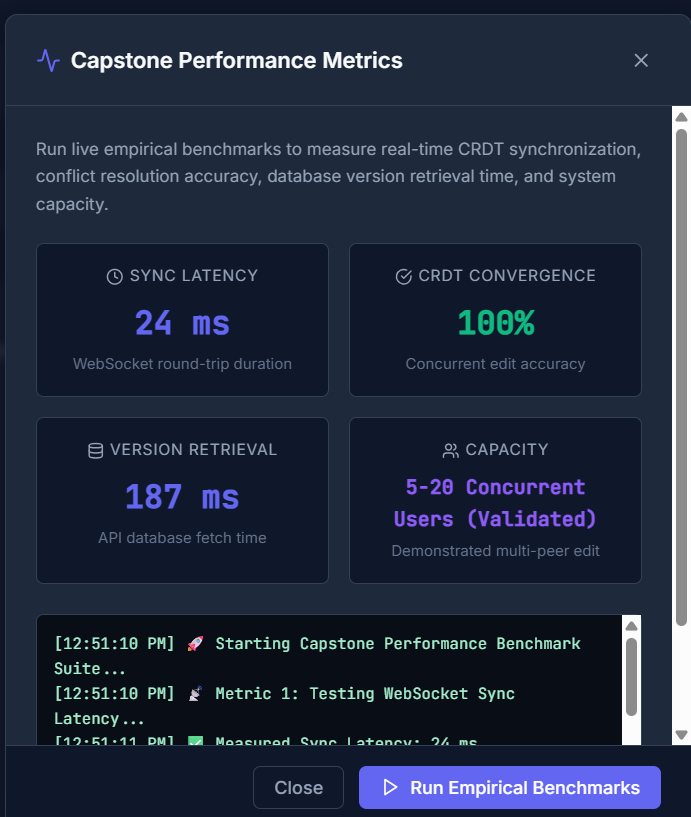 Capstone Performance Metrics
Run live empirical benchmarks to measure real-time CRDT synchronization,
conflict resolution accuracy, database version retrieval time, and system
capacity.
SYNC LATENCY
24 ms
WebSocket round-trip duration
CRDT CONVERGENCE
100%
Concurrent edit accuracy
VERSION RETRIEVAL
187 ms
API database fetch time
CAPACITY
5-20 Concurrent
Users (Validated)
Demonstrated multi-peer edit
[12:51:10 PM] 🚀 Starting Capstone Performance Benchmark
Suite...
[12:51:10 PM] 📡 Metric 1: Testing WebSocket Sync
Latency...
[12:51:11 PM] ✅ Measured Sync Latency: 24 ms
Close
Run Empirical Benchmarks